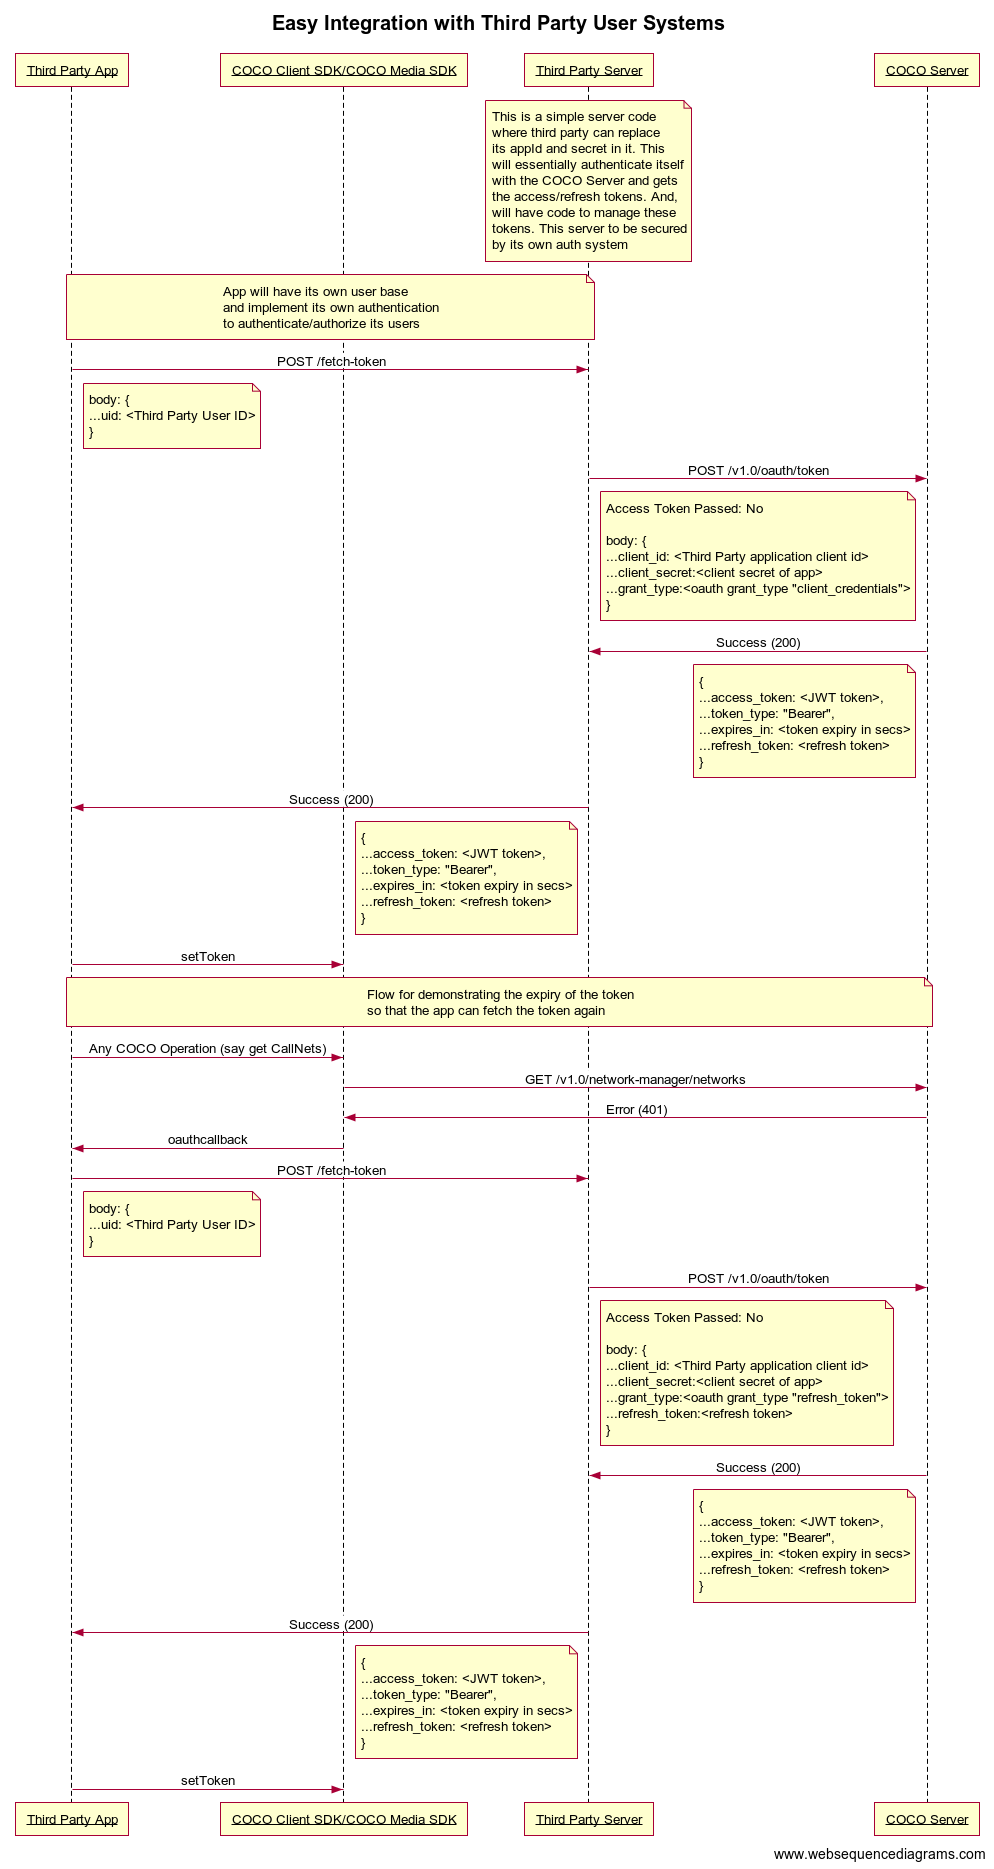 Easy Integration with Third Party User Systems
Third Party App
COCO Client SDK/COCO Media SDK
Third Party Server
COCO Server
This is a simple server code
where third party can replace
its appId and secret in it. This
will essentially authenticate itself
with the COCO Server and gets
the access/refresh tokens. And,
will have code to manage these
tokens. This server to be secured
by its own auth system
App will have its own user base
and implement its own authentication
to authenticate/authorize its users
POST /fetch-token
body: {
...uid: <Third Party User ID>
}
POST /v1.0/oauth/token
Access Token Passed: No
body: {
...client_id: <Third Party application client id>
...client_secret:<client secret of app>
...grant_type:<oauth grant_type "client_credentials">
}
Success (200)
{
...access_token: <JWT token>,
...token_type: "Bearer",
...expires_in: <token expiry in secs>
...refresh_token: <refresh token>
}
Success (200)
{
...access_token: <JWT token>,
...token_type: "Bearer",
...expires_in: <token expiry in secs>
...refresh_token: <refresh token>
}
setToken
Flow for demonstrating the expiry of the token
so that the app can fetch the token again
Any COCO Operation (say get CallNets)
GET /v1.0/network-manager/networks
Error (401)
oauthcallback
POST /fetch-token
body: {
...uid: <Third Party User ID>
}
POST /v1.0/oauth/token
Access Token Passed: No
body: {
...client_id: <Third Party application client id>
...client_secret:<client secret of app>
...grant_type:<oauth grant_type "refresh_token">
...refresh_token:<refresh token>
}
Success (200)
{
...access_token: <JWT token>,
...token_type: "Bearer",
...expires_in: <token expiry in secs>
...refresh_token: <refresh token>
}
Success (200)
{
...access_token: <JWT token>,
...token_type: "Bearer",
...expires_in: <token expiry in secs>
...refresh_token: <refresh token>
}
setToken
Third Party App
COCO Client SDK/COCO Media SDK
Third Party Server
COCO Server
www.websequencediagrams.com